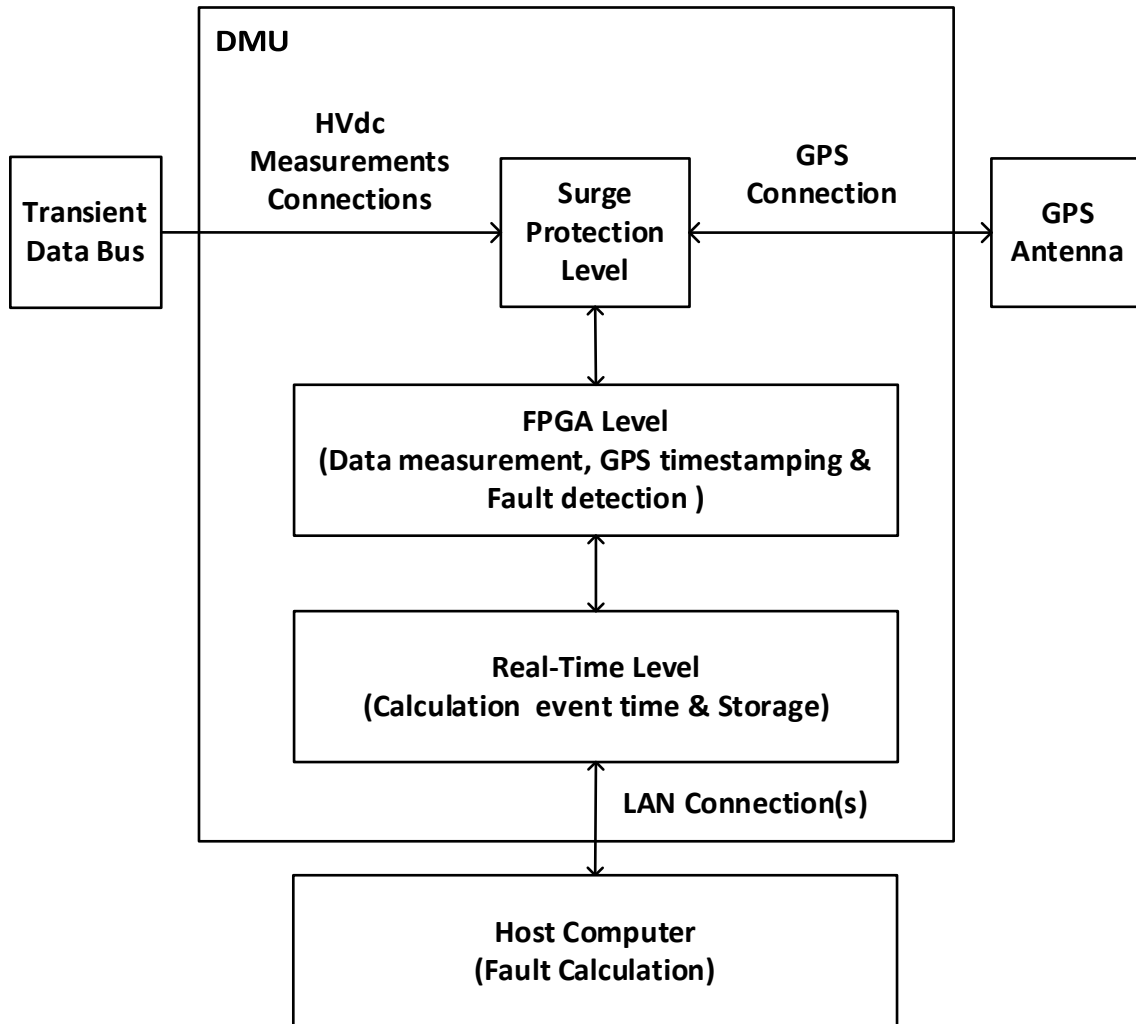 DMU
HVdc
Measurements
Connections
GPS
Connection
Transient
Data Bus
Surge
Protection
Level
GPS
Antenna
FPGA Level
(Data measurement, GPS timestamping &
Fault detection )
Real-Time Level
(Calculation  event time & Storage)
LAN Connection(s)
Host Computer
(Fault Calculation)